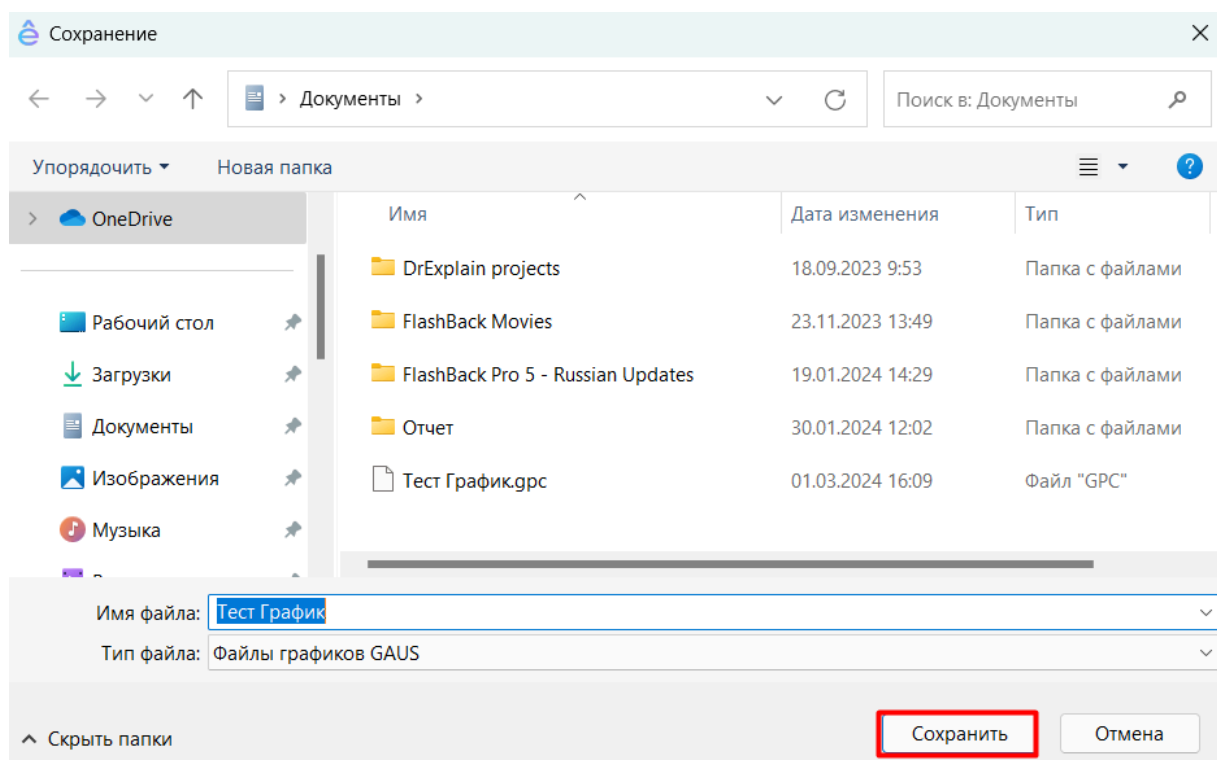 Сохранение
Документы
Поиск в: Документы
Упорядочить Новая папка
OneDrive
Имя Дата изменения Тип
DrExplain projects 18.09.2023 9:53 Папка с файлами
Рабочий стол FlashBack Movies 23.11.2023 13:49 Папка с файлами
Загрузки FlashBack Pro 5 - Russian Updates 19.01.2024 14:29 Папка с файлами
Документы Отчет 30.01.2024 12:02 Папка с файлами
Изображения Тест График.gpc 01.03.2024 16:09 Файл "GPC"
Музыка
Имя файла: Тест График
Тип файла: Файлы графиков GAUS
Скрыть папки Сохранить Отмена